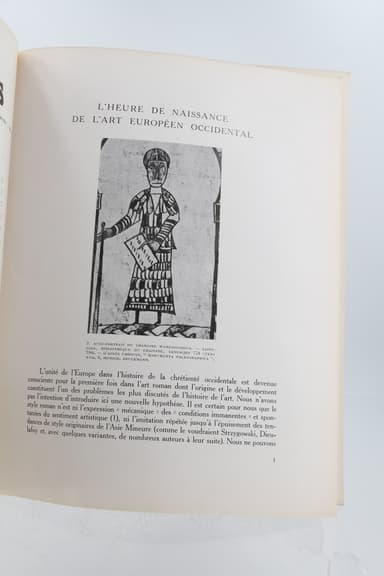 L'HEURE DE NAISSANCE
DE L'ART EUROPÉEN OCCIDENTAL
L'unité de l'Europe dans l'histoire de la chrétienté occidentale est devenue
consciente pour la première fois dans l'art roman dont l'origine et le développement
constituent l'un des problèmes les plus discutés de l'histoire de l'art. Nous n'avons
pas l'intention d'introduire ici une nouvelle hypothèse. Il est certain pour nous que le
style roman n'est ni l'expression « mécanique » des « conditions immanentes » et spon-
tanées du sentiment artistique (1), ni l'imitation répétée jusqu'à l'épuisement des ten-
dances de style originaires de l'Asie Mineure (comme le voudraient Strzygowski, Dieu-
lafoy et, avec quelques variantes, de nombreux auteurs à leur suite). Nous ne pouvons
1